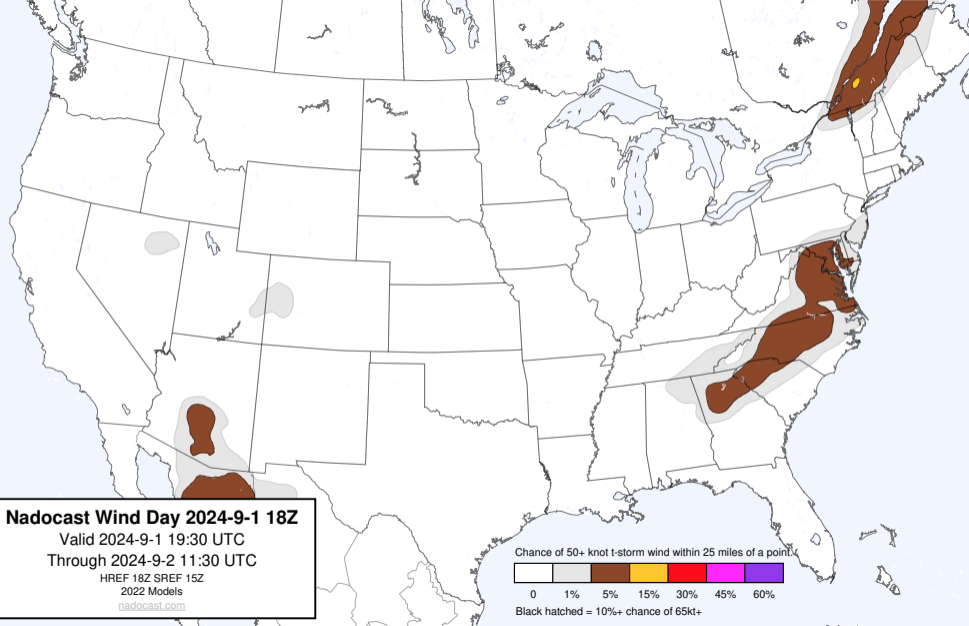 Nadocast Wind Day 2024-9-1 18Z
Valid 2024-9-1 19:30 UTC
Through 2024-9-2 11:30 UTC
HREF 18Z SREF 15Z
2022 Models
nadocast.com
Chance of 50+ knot t-storm wind within 25 miles of a point.
0 1% 5% 15% 30% 45% 60%
Black hatched = 10%+ chance of 65kt+